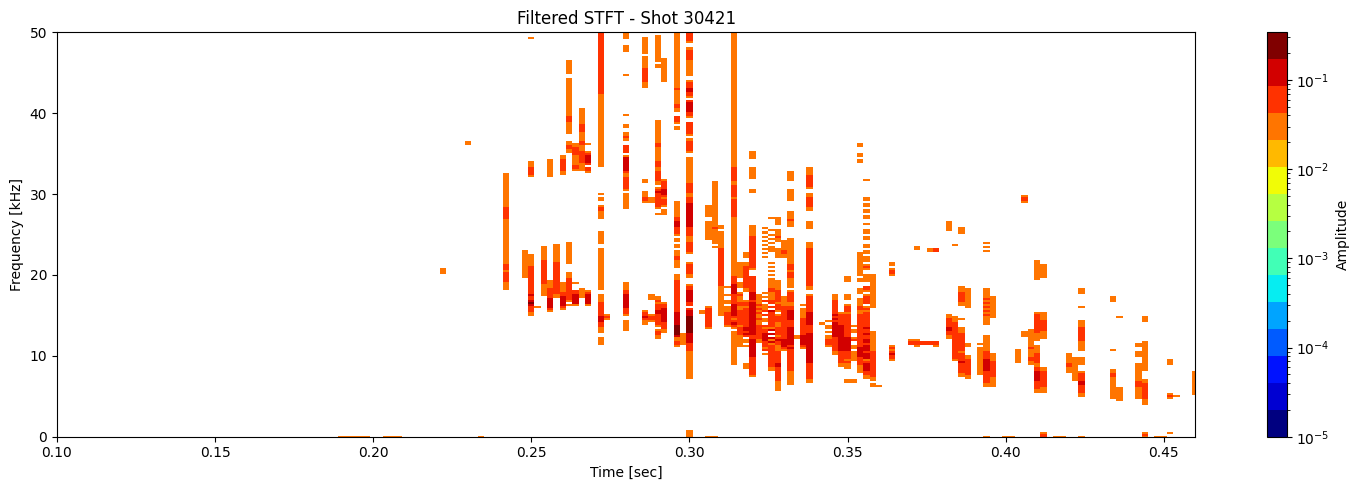 Filtered STFT - Shot 30421
Frequency [kHz]
50
40
30
20
10
0
0.10 0.15 0.20 0.25 0.30 0.35 0.40 0.45
Time [sec]
10⁻¹
10⁻²
10⁻³
10⁻⁴
10⁻⁵
Amplitude